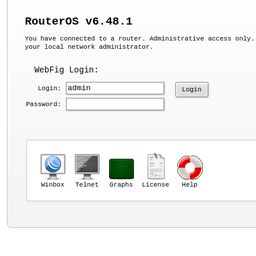 RouterOS v6.48.1
You have connected to a router. Administrative access only.
your local network administrator.
WebFig Login:
Login: admin Login
Password:
Winbox Telnet Graphs License Help